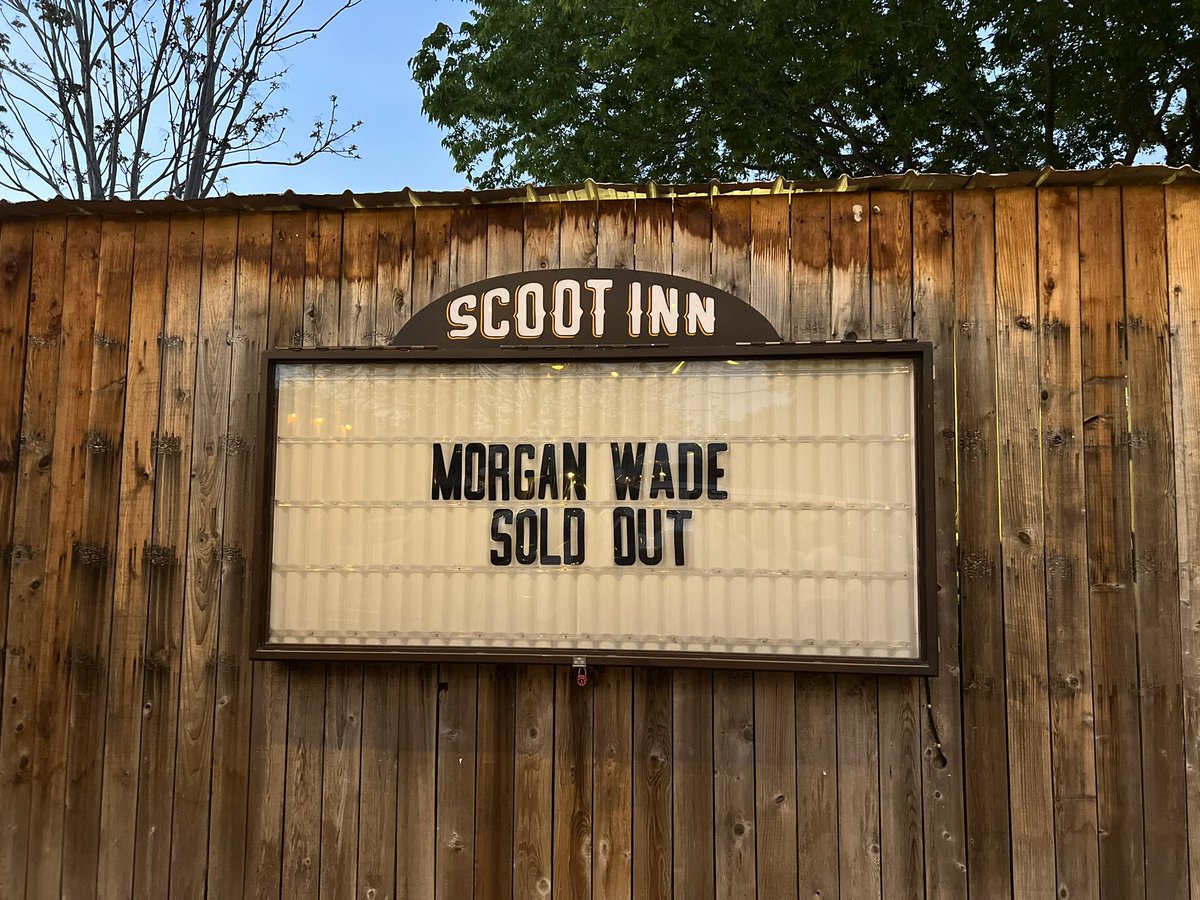 SCOOT INN
MORGAN WADE
SOLD OUT